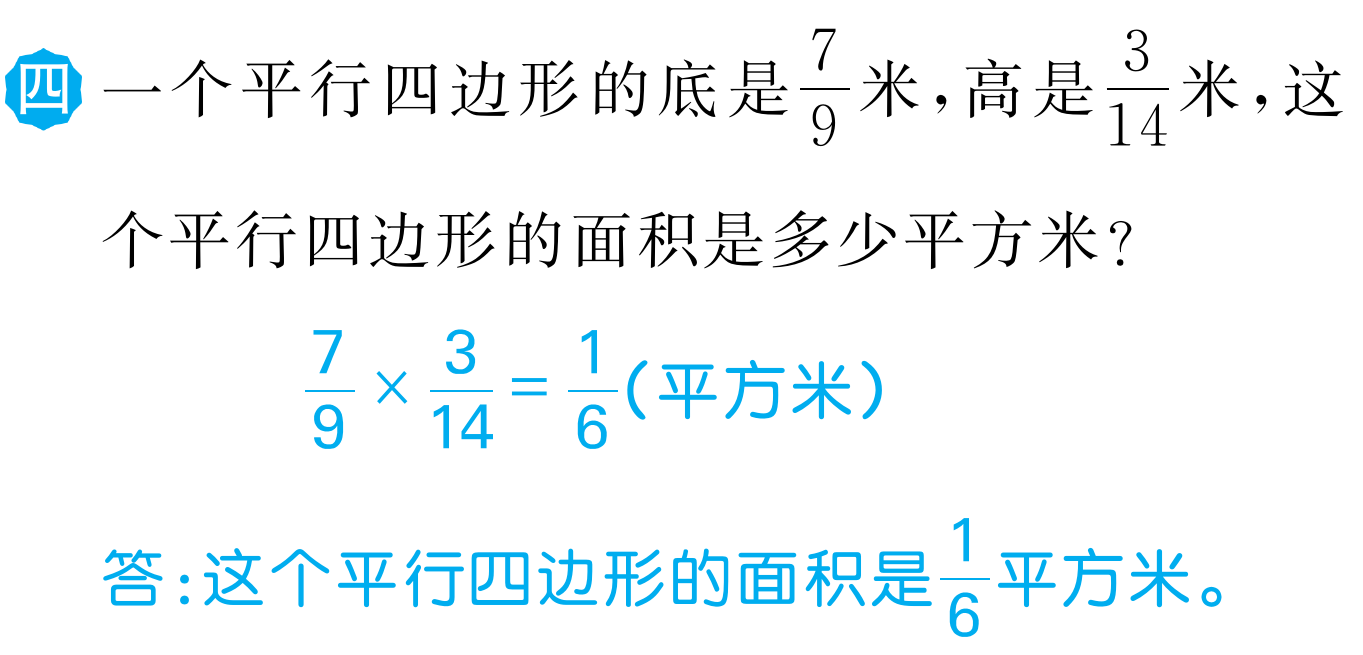 四 一个平行四边形的底是7/9米,高是3/14米,这
个平行四边形的面积是多少平方米?
7/9 × 3/14 = 1/6(平方米)
答:这个平行四边形的面积是1/6平方米。